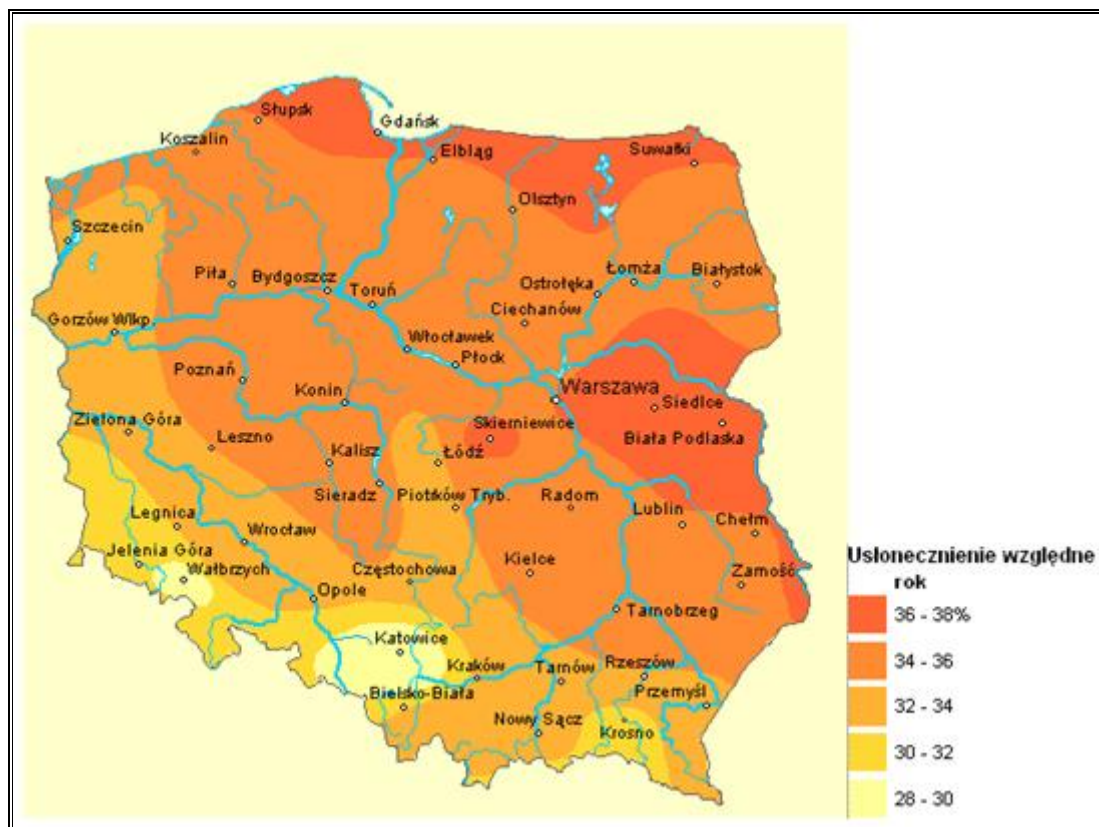 Słupsk
Gdańsk
Koszalin
Elbląg
Suwałki
Olsztyn
Szczecin
Piła
Bydgoszcz
Toruń
Ostrołęka
Łomża
Białystok
Ciechanów
Gorzów Wlkp.
Włocławek
Płock
Poznań
Konin
Warszawa
Siedlce
Zielona Góra
Leszno
Skierniewice
Biała Podlaska
Kalisz
Łódź
Sieradz
Piotrków Tryb.
Radom
Lublin
Chełm
Legnica
Wrocław
Jelenia Góra
Wałbrzych
Częstochowa
Kielce
Zamość
Opole
Tarnobrzeg
Katowice
Kraków
Tarnów
Rzeszów
Bielsko-Biała
Przemyśl
Nowy Sącz
Krosno
Usłonecznienie względne
rok
36 - 38%
34 - 36
32 - 34
30 - 32
28 - 30